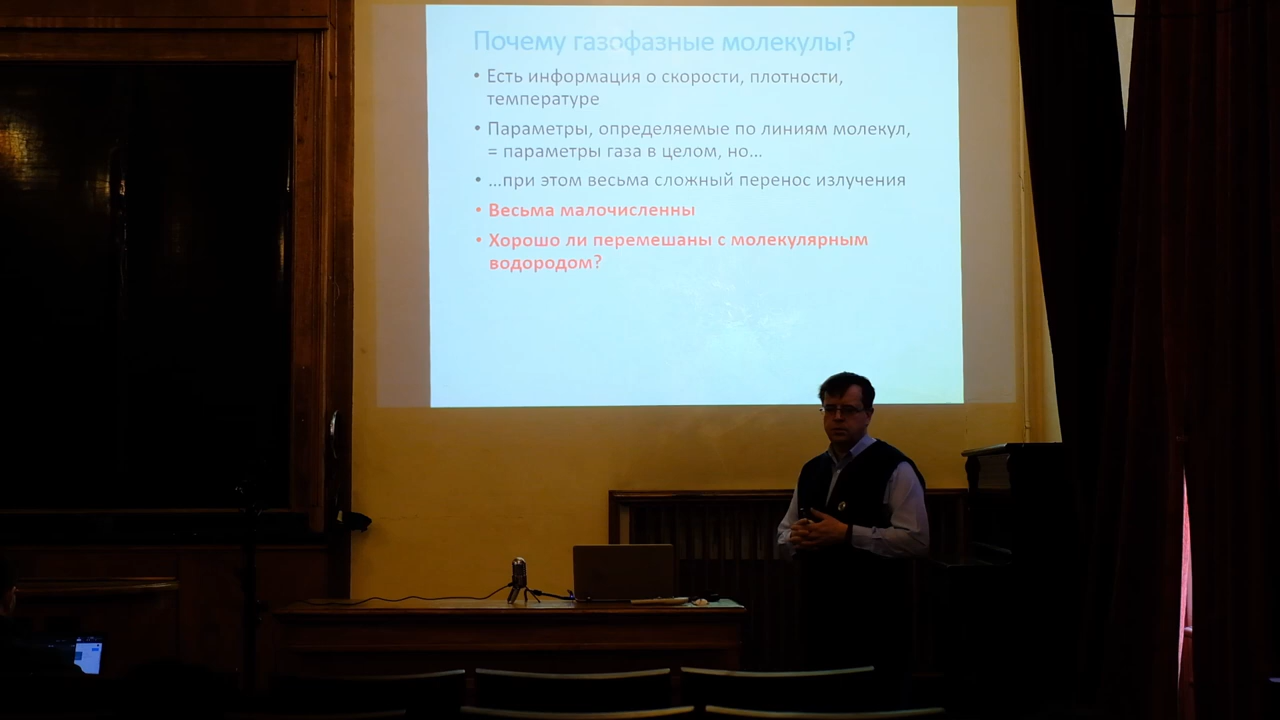 Почему газофазные молекулы?
• Есть информация о скорости, плотности,
температуре
• Параметры, определяемые по линиям молекул,
= параметры газа в целом, но…
• …при этом весьма сложный перенос излучения
• Весьма малочисленны
• Хорошо ли перемешаны с молекулярным
водородом?